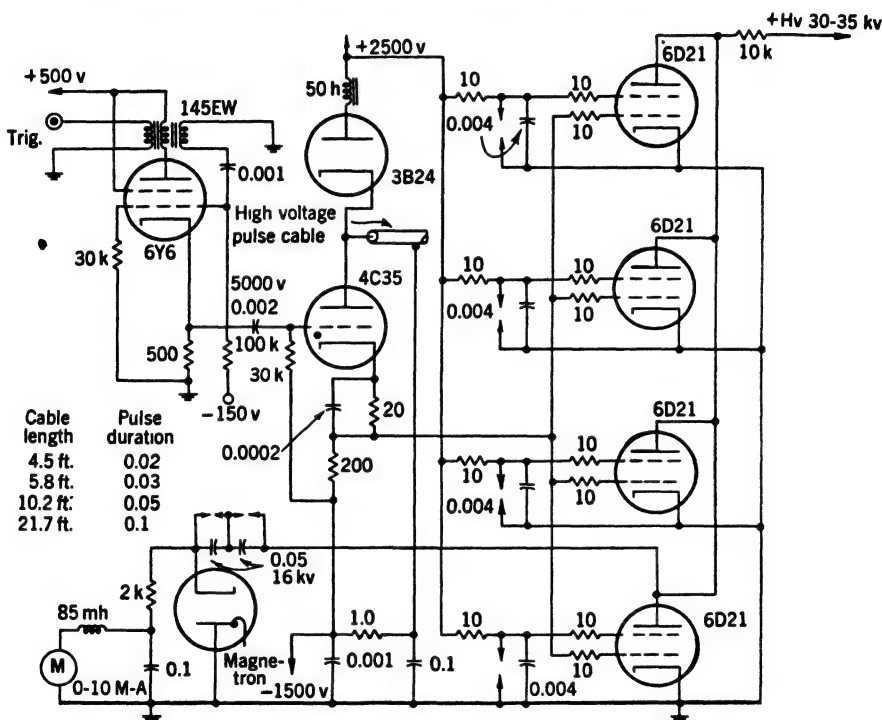 +Hv 30-35 kv
10 k
6D21
+2500 v
50 h
10
10
10
0.004
+500 v
145EW
Trig.
0.001
3B24
High voltage
pulse cable
30 k
6Y6
6D21
10
10
10
0.004
5000 v
0.002
4C35
100 k
30 k
500
-150 v
20
0.0002
200
6D21
10
10
10
0.004
Cable length Pulse duration
4.5 ft. 0.02
5.8 ft. 0.03
10.2 ft. 0.05
21.7 ft. 0.1
0.05
16 kv
2 k
85 mh
M
0-10 M-A
0.1
Magne-
tron
-1500 v
1.0
0.001
0.1
6D21
10
10
10
0.004